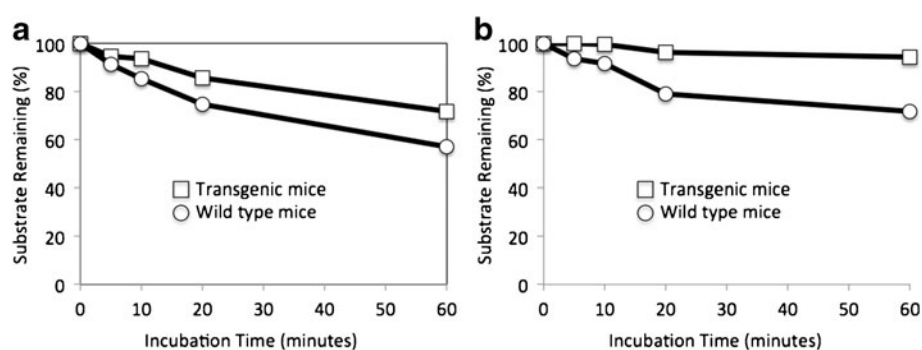 a
100
80
60
40
20
0
Substrate Remaining (%)
Transgenic mice
Wild type mice
0 10 20 30 40 50 60
Incubation Time (minutes)
b
100
80
60
40
20
0
Substrate Remaining (%)
Transgenic mice
Wild type mice
0 10 20 30 40 50 60
Incubation Time (minutes)